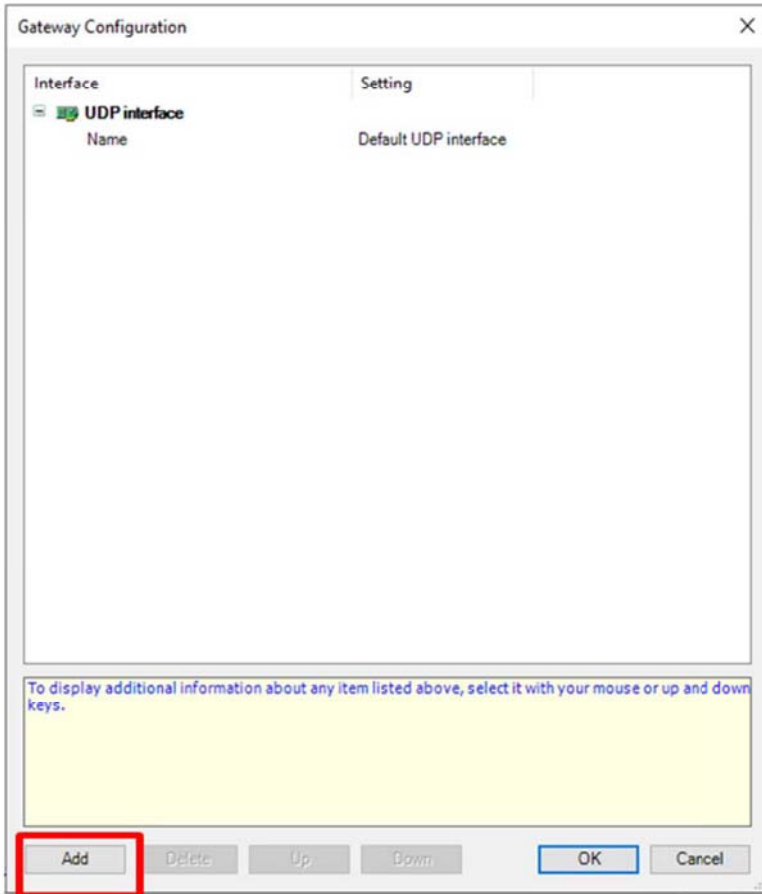 Gateway Configuration
Interface Setting
UDP interface
Name Default UDP interface
To display additional information about any item listed above, select it with your mouse or up and down
keys.
Add Delete Up Down OK Cancel